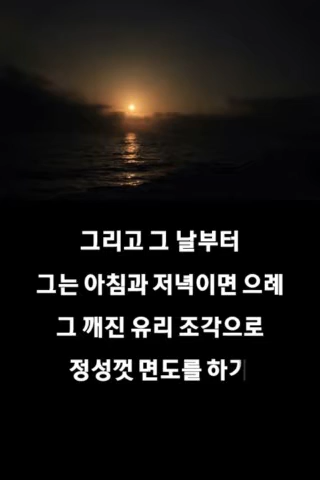 그리고 그 날부터
그는 아침과 저녁이면 으례
그 깨진 유리 조각으로
정성껏 면도를 하기